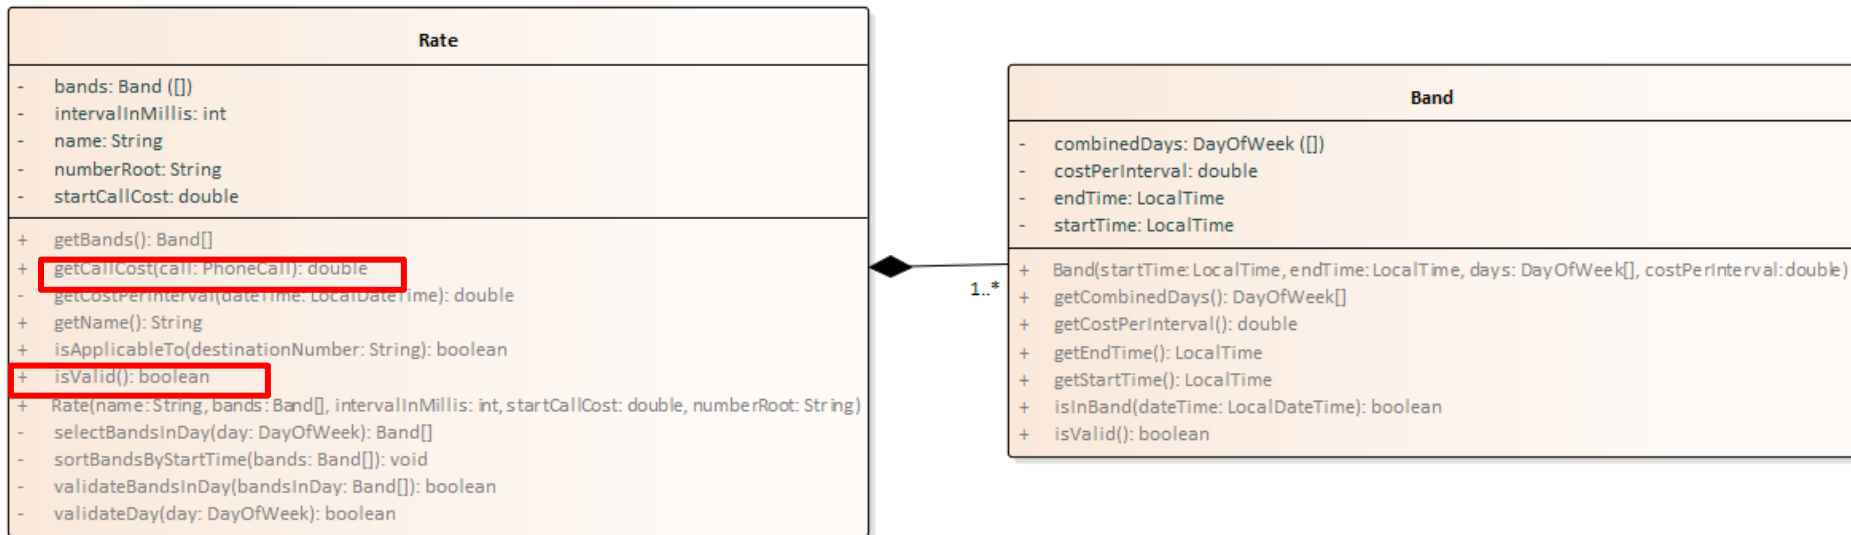 Rate
- bands: Band ([])
- intervalInMillis: int
- name: String
- numberRoot: String
- startCallCost: double
+ getBands(): Band[]
+ getCallCost(call: PhoneCall): double
- getCostPerInterval(dateTime: LocalDateTime): double
+ getName(): String
+ isApplicableTo(destinationNumber: String): boolean
+ isValid(): boolean
+ Rate(name: String, bands: Band[], intervalInMillis: int, startCallCost: double, numberRoot: String)
- selectBandsInDay(day: DayOfWeek): Band[]
- sortBandsByStartTime(bands: Band[]): void
- validateBandsInDay(bandsInDay: Band[]): boolean
- validateDay(day: DayOfWeek): boolean
1..*
Band
- combinedDays: DayOfWeek ([])
- costPerInterval: double
- endTime: LocalTime
- startTime: LocalTime
+ Band(startTime: LocalTime, endTime: LocalTime, days: DayOfWeek[], costPerInterval: double)
+ getCombinedDays(): DayOfWeek[]
+ getCostPerInterval(): double
+ getEndTime(): LocalTime
+ getStartTime(): LocalTime
+ isInBand(dateTime: LocalDateTime): boolean
+ isValid(): boolean